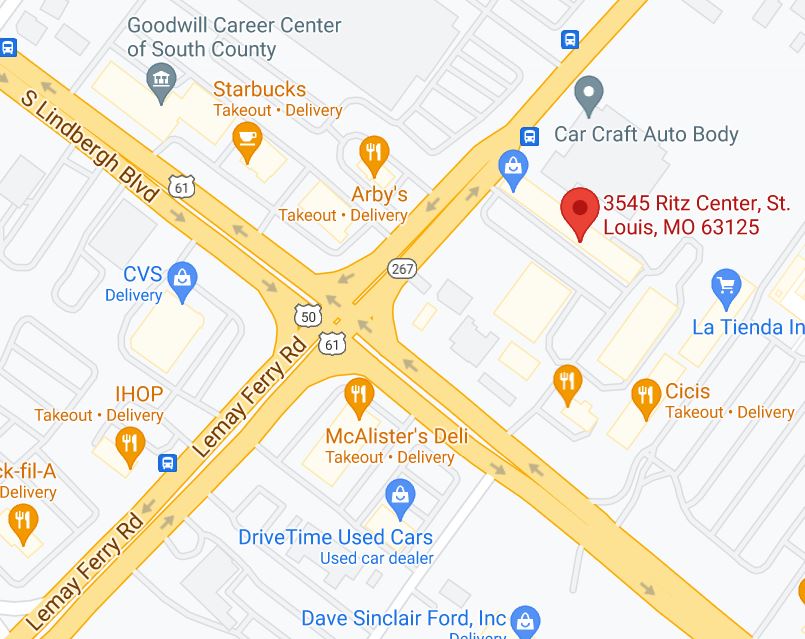 Goodwill Career Center
of South County
Starbucks
Takeout • Delivery
S Lindbergh Blvd
61
Arby's
Takeout • Delivery
Car Craft Auto Body
3545 Ritz Center, St.
Louis, MO 63125
CVS
Delivery
267
50
61
La Tienda In
IHOP
Takeout • Delivery
Lemay Ferry Rd
Cicis
Takeout • Delivery
McAlister's Deli
Takeout • Delivery
ck-fil-A
Delivery
DriveTime Used Cars
Used car dealer
Lemay Ferry Rd
Dave Sinclair Ford, Inc
Delivery